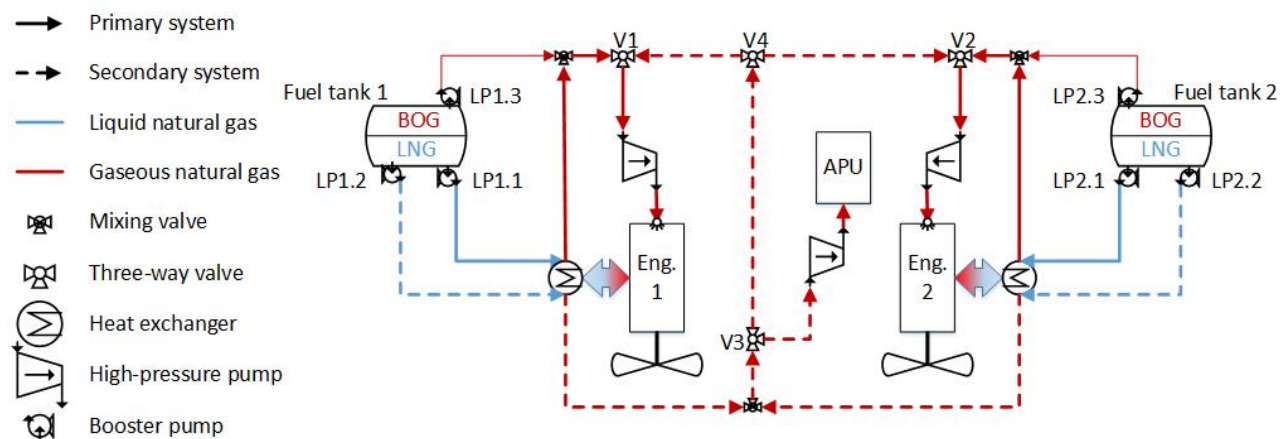 Primary system
Secondary system
Liquid natural gas
Gaseous natural gas
Mixing valve
Three-way valve
Heat exchanger
High-pressure pump
Booster pump
V1
V4
V2
Fuel tank 1
LP1.3
BOG
LNG
LP1.2
LP1.1
LP2.3
Fuel tank 2
BOG
LNG
LP2.1
LP2.2
APU
Eng.
1
Eng.
2
V3